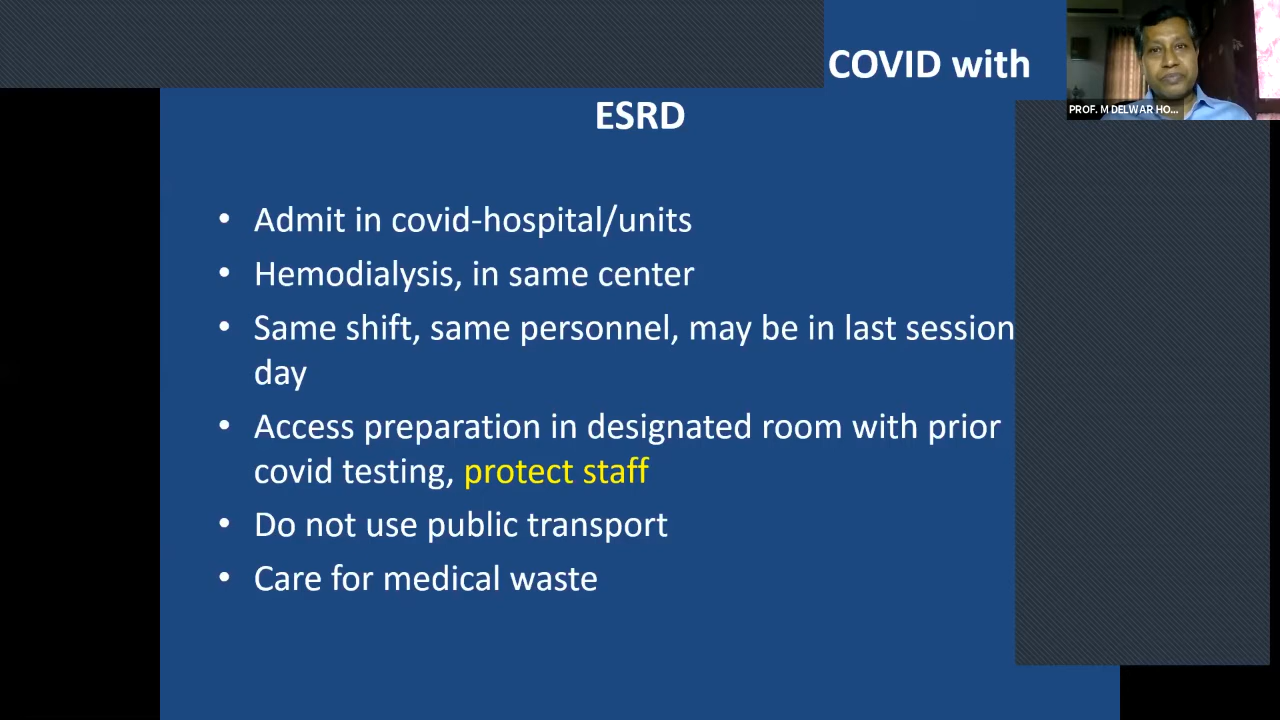 COVID with
ESRD
PROF. M DELWAR HO...
• Admit in covid-hospital/units
• Hemodialysis, in same center
• Same shift, same personnel, may be in last session
day
• Access preparation in designated room with prior
covid testing, protect staff
• Do not use public transport
• Care for medical waste